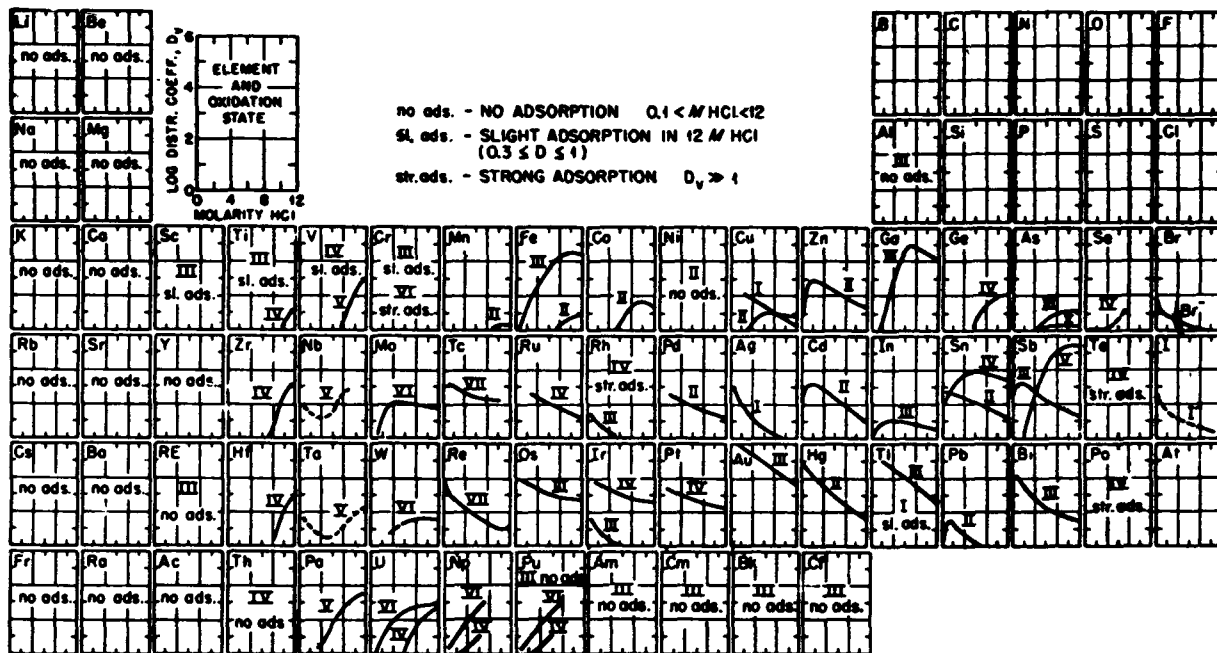 Li Be B C N O F
no ads. no ads.
LOG DISTR. COEFF., Dv
6
4
2
0
ELEMENT
AND
OXIDATION
STATE
0 4 8 12
MOLARITY HCl
no ads. - NO ADSORPTION 0.1 < M HCl < 12
sl. ads. - SLIGHT ADSORPTION IN 12 M HCl
(0.3 ≤ D ≤ 1)
str. ads. - STRONG ADSORPTION Dv ≫ 1
Na Mg Al Si P S Cl
no ads. no ads. III no ads.
K Ca Sc Ti V Cr Mn Fe Co Ni Cu Zn Ga Ge As Se Br
no ads. no ads. III sl. ads. III sl. ads. IV IV sl. ads. V III sl. ads. VI str. ads. II III II II II no ads. I II II III IV III V IV Br⁻
Rb Sr Y Zr Nb Mo Tc Ru Rh Pd Ag Cd In Sn Sb Te I
no ads. no ads. no ads. IV V VI VII IV IV str. ads. III II I II III IV II III V IV str. ads. I⁻
Cs Ba RE Hf Ta W Re Os Ir Pt Au Hg Tl Pb Bi Po At
no ads. no ads. III no ads. IV V VI VII III IV III IV III II III I sl. ads. II III IV str. ads.
Fr Ra Ac Th Pa U Np Pu Am Cm Bk Cf
no ads. no ads. no ads. IV no ads. V VI IV VI IV III no ads. VI IV III no ads. III no ads. III no ads. III no ads.